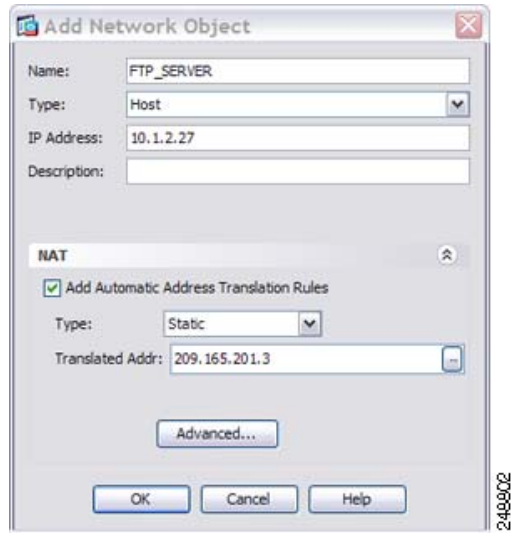 Add Network Object
Name: FTP_SERVER
Type: Host
IP Address: 10.1.2.27
Description:
NAT
Add Automatic Address Translation Rules
Type: Static
Translated Addr: 209.165.201.3 ...
Advanced...
OK Cancel Help
248802